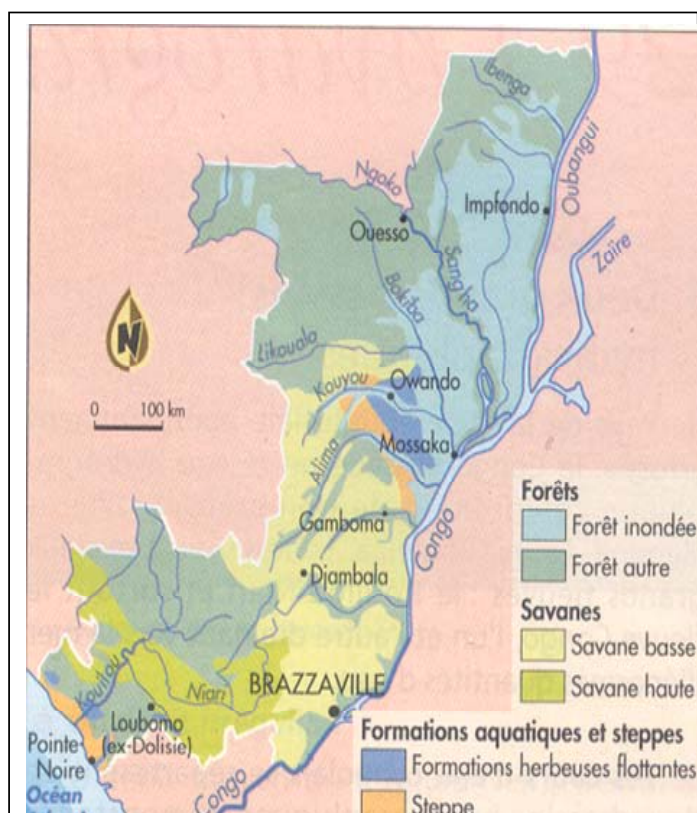 Ibenga
Oubangui
Ngoko
Impfondo
Ouesso
Sangha
Zaïre
Bokiba
N
Likouala
Kouyou
Owando
0 100 km
Mossaka
Alima
Forêts
Forêt inondée
Gamboma
Congo
Forêt autre
Djambala
Savanes
Savane basse
Kouilou
Niari
BRAZZAVILLE
Savane haute
Loubomo
(ex-Dolisie)
Formations aquatiques et steppes
Pointe-
Noire
Formations herbeuses flottantes
Congo
Océan
Steppe